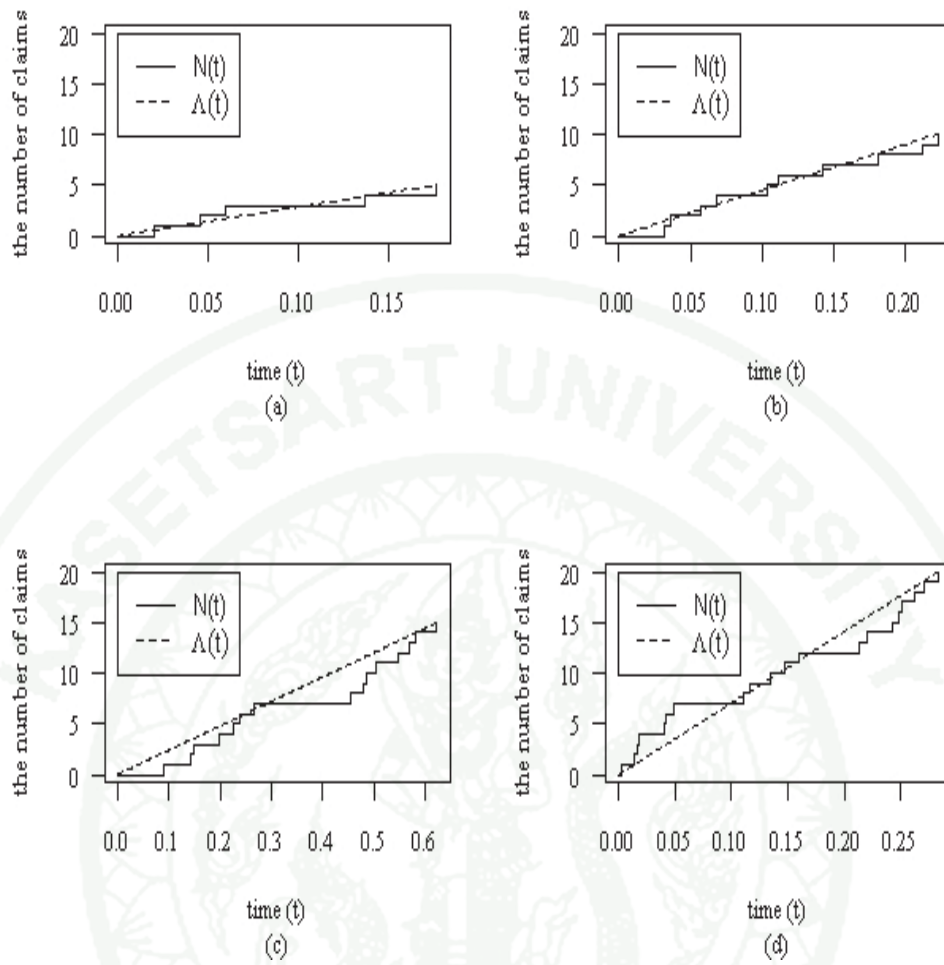 the number of claims
20
15
10
5
0
N(t)
Λ(t)
0.00 0.05 0.10 0.15
time (t)
(a)
the number of claims
20
15
10
5
0
N(t)
Λ(t)
0.00 0.05 0.10 0.15 0.20
time (t)
(b)
KASETSART UNIVERSITY
the number of claims
20
15
10
5
0
N(t)
Λ(t)
0.0 0.1 0.2 0.3 0.4 0.5 0.6
time (t)
(c)
the number of claims
20
15
10
5
0
N(t)
Λ(t)
0.00 0.05 0.10 0.15 0.20 0.25
time (t)
(d)